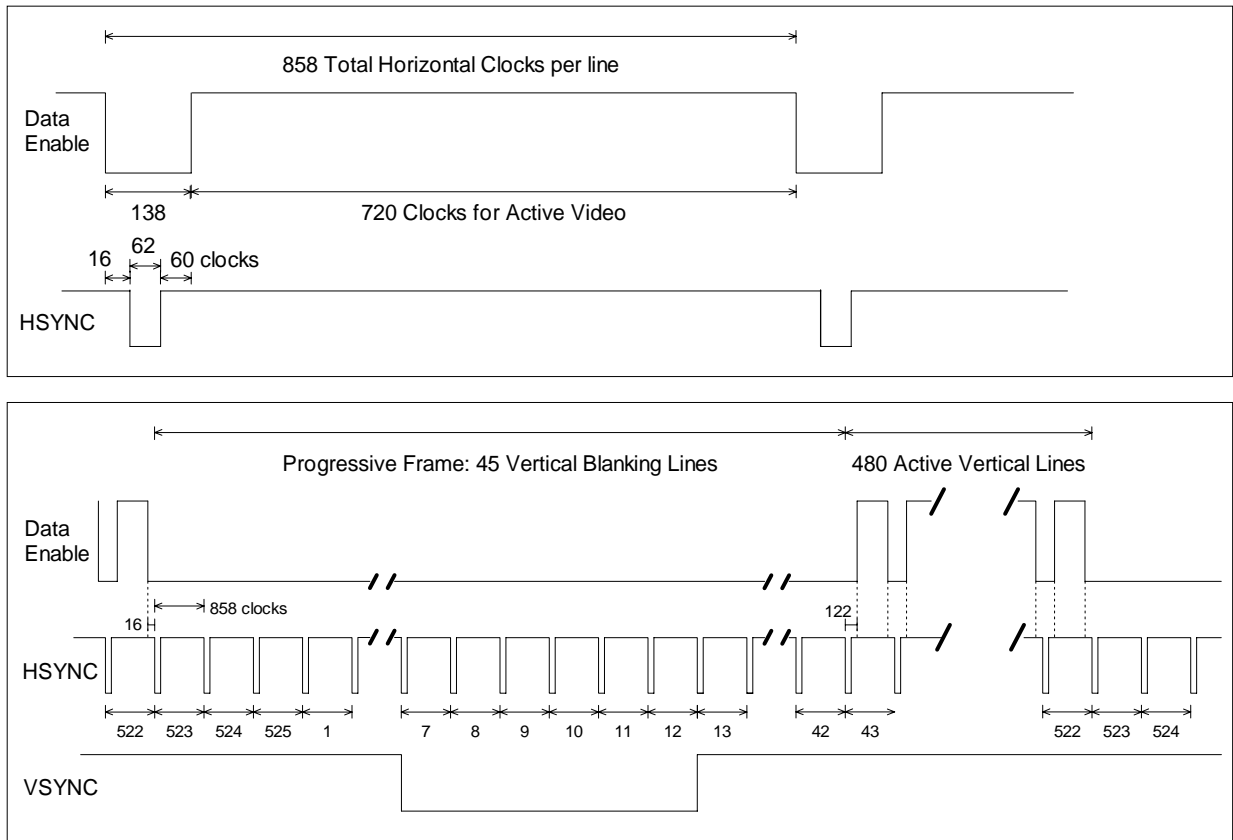 858 Total Horizontal Clocks per line
Data
Enable
138
720 Clocks for Active Video
62
16
60 clocks
HSYNC
Progressive Frame: 45 Vertical Blanking Lines
480 Active Vertical Lines
Data
Enable
858 clocks
16
122
HSYNC
522
523
524
525
1
7
8
9
10
11
12
13
42
43
522
523
524
VSYNC